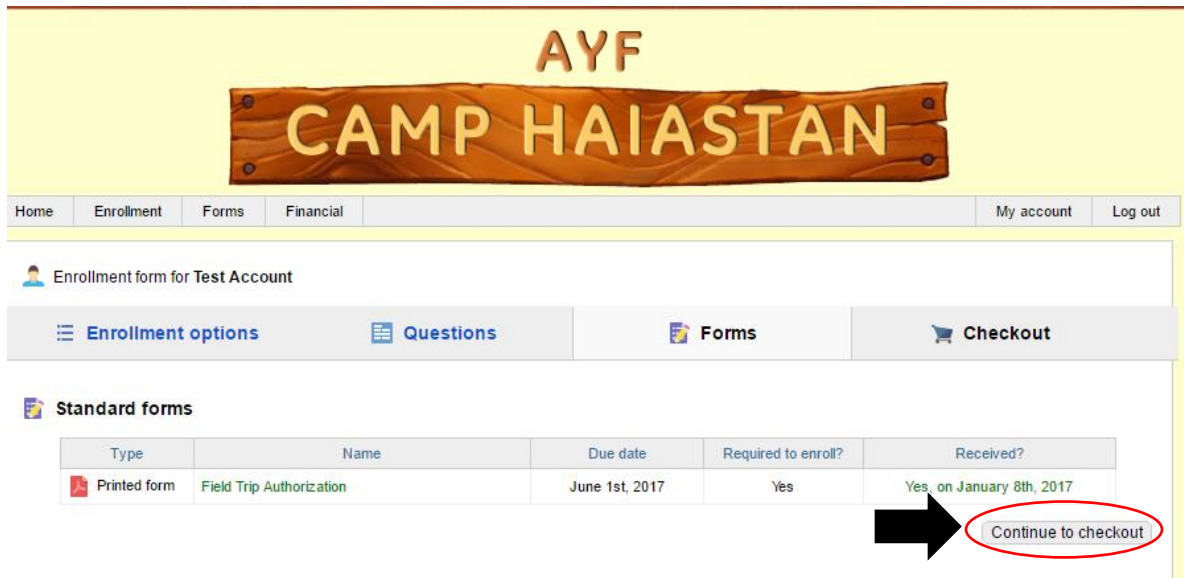 AYF
CAMP HAIASTAN
Home Enrollment Forms Financial My account Log out
Enrollment form for Test Account
Enrollment options Questions Forms Checkout
Standard forms
Type Name Due date Required to enroll? Received?
Printed form Field Trip Authorization June 1st, 2017 Yes Yes, on January 8th, 2017
Continue to checkout